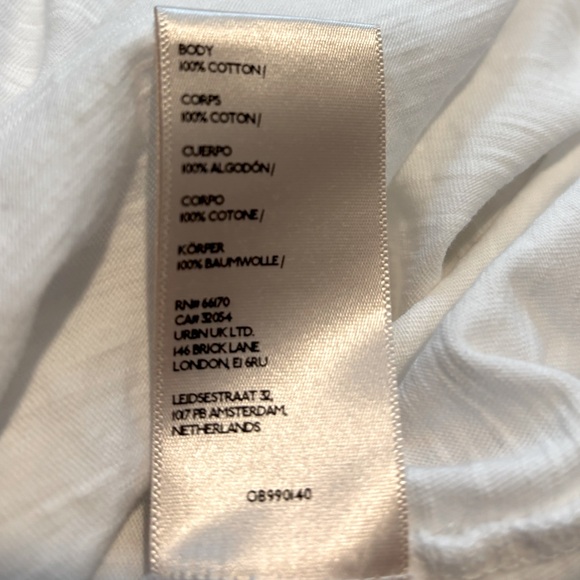 BODY
100% COTTON/
CORPS
100% COTON/
CUERPO
100% ALGODÓN/
CORPO
100% COTONE/
KÖRPER
100% BAUMWOLLE/
RN# 66170
CA# 32054
URBN UK LTD.
146 BRICK LANE
LONDON, E1 6RU
LEIDSESTRAAT 32,
1017 PB AMSTERDAM,
NETHERLANDS
OB990140